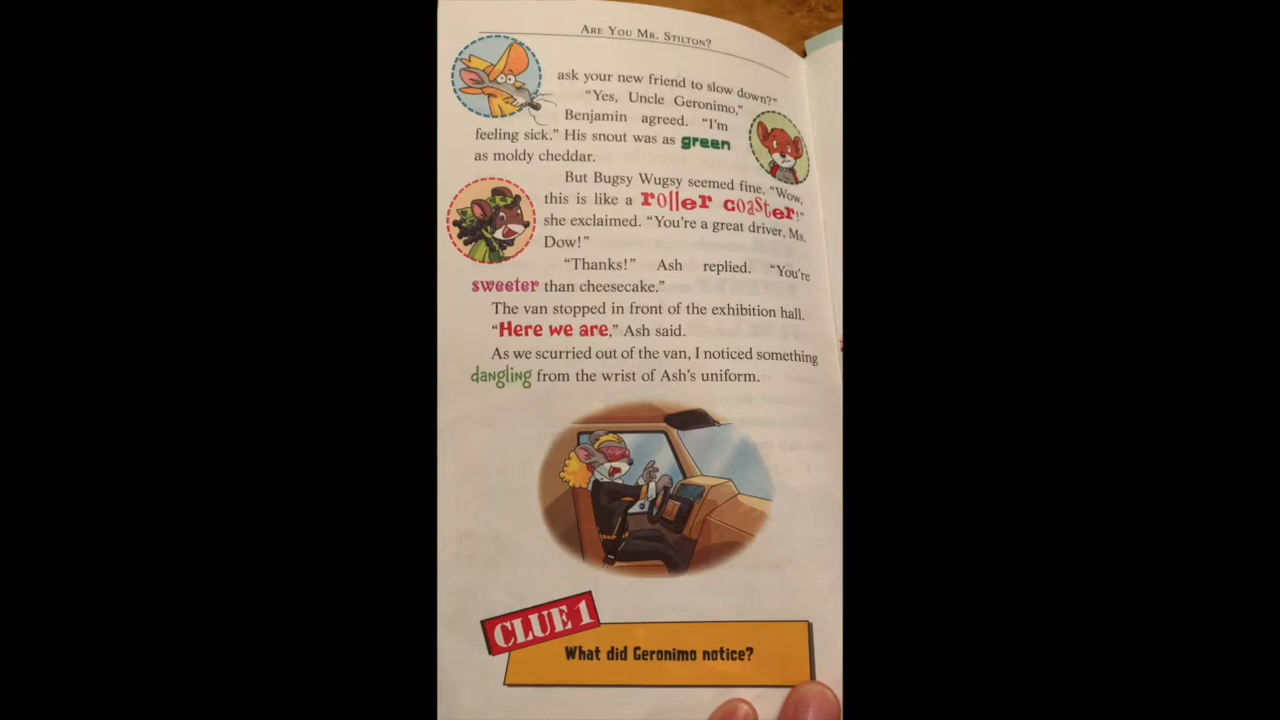 ARE YOU MR. STILTON?
ask your new friend to slow down?"
"Yes, Uncle Geronimo,"
Benjamin agreed. "I'm
feeling sick." His snout was as green
as moldy cheddar.
But Bugsy Wugsy seemed fine. "Wow,
this is like a roller coaster!"
she exclaimed. "You're a great driver, Ms.
Dow!"
"Thanks!" Ash replied. "You're
sweeter than cheesecake."
The van stopped in front of the exhibition hall.
"Here we are," Ash said.
As we scurried out of the van, I noticed something
dangling from the wrist of Ash's uniform.
CLUE 1
What did Geronimo notice?